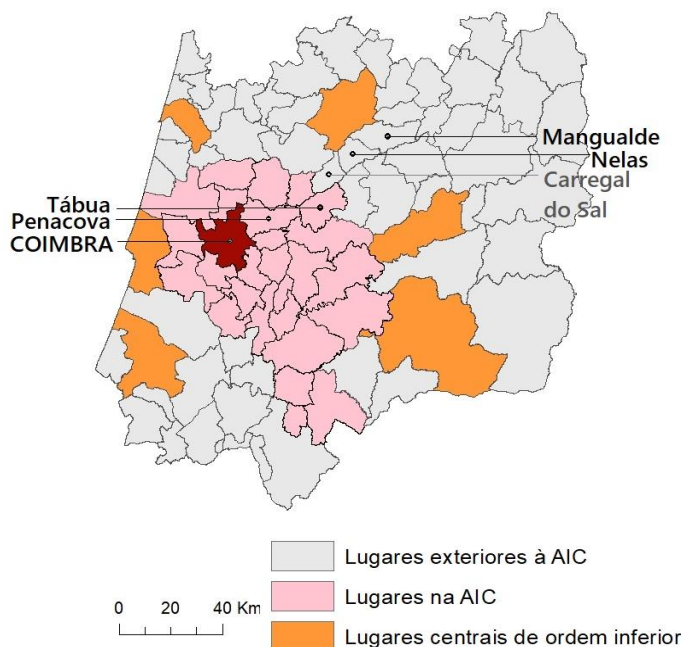 Mangualde
Nelas
Carregal
do Sal
Tábua
Penacova
COIMBRA
Lugares exteriores à AIC
Lugares na AIC
Lugares centrais de ordem inferior
0 20 40 Km